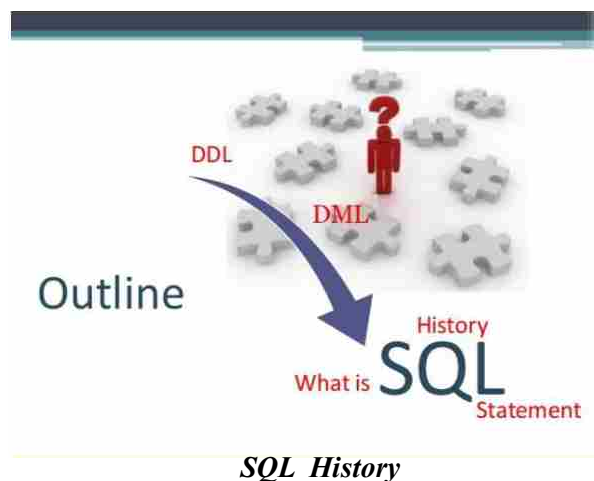 ?
DDL
DML
Outline
History
What is SQL
Statement
SQL History